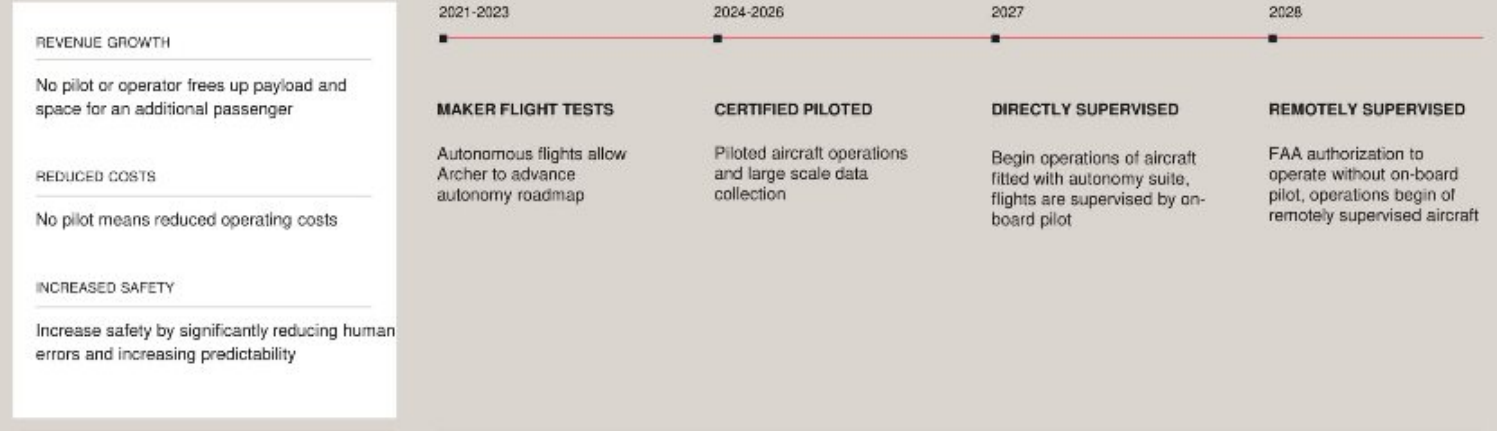 REVENUE GROWTH
No pilot or operator frees up payload and
space for an additional passenger
REDUCED COSTS
No pilot means reduced operating costs
INCREASED SAFETY
Increase safety by significantly reducing human
errors and increasing predictability
2021-2023
MAKER FLIGHT TESTS
Autonomous flights allow
Archer to advance
autonomy roadmap
2024-2026
CERTIFIED PILOTED
Piloted aircraft operations
and large scale data
collection
2027
DIRECTLY SUPERVISED
Begin operations of aircraft
fitted with autonomy suite,
flights are supervised by on-
board pilot
2028
REMOTELY SUPERVISED
FAA authorization to
operate without on-board
pilot, operations begin of
remotely supervised aircraft